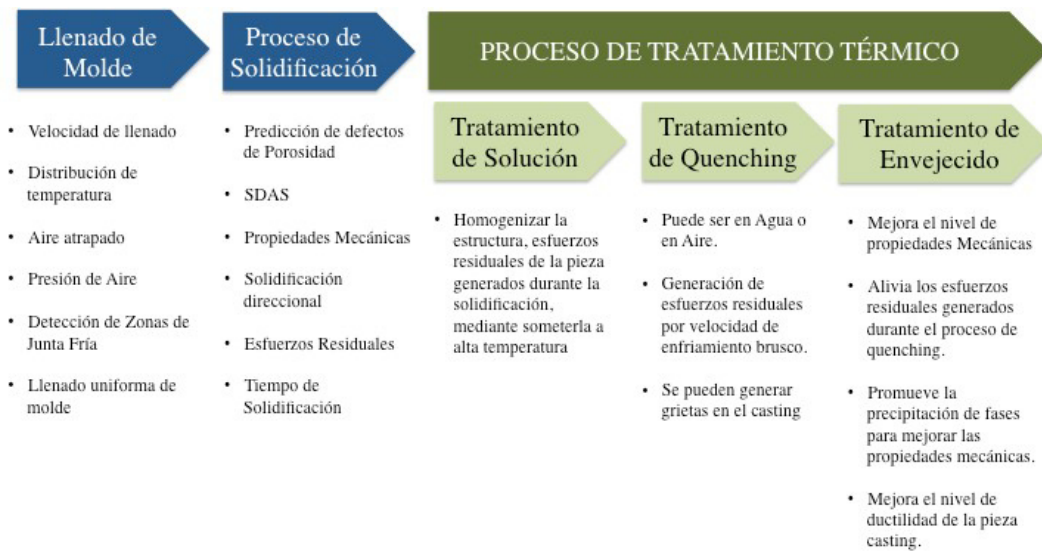 Llenado de
Molde
Proceso de
Solidificación
PROCESO DE TRATAMIENTO TÉRMICO
• Velocidad de llenado
• Distribución de
temperatura
• Aire atrapado
• Presión de Aire
• Detección de Zonas de
Junta Fría
• Llenado uniforma de
molde
• Predicción de defectos
de Porosidad
• SDAS
• Propiedades Mecánicas
• Solidificación
direccional
• Esfuerzos Residuales
• Tiempo de
Solidificación
Tratamiento
de Solución
• Homogenizar la
estructura, esfuerzos
residuales de la pieza
generados durante la
solidificación,
mediante someterla a
alta temperatura
Tratamiento
de Quenching
• Puede ser en Agua o
en Aire.
• Generación de
esfuerzos residuales
por velocidad de
enfriamiento brusco.
• Se pueden generar
grietas en el casting
Tratamiento de
Envejecido
• Mejora el nivel de
propiedades Mecánicas
• Alivia los esfuerzos
residuales generados
durante el proceso de
quenching.
• Promueve la
precipitación de fases
para mejorar las
propiedades mecánicas.
• Mejora el nivel de
ductilidad de la pieza
casting.